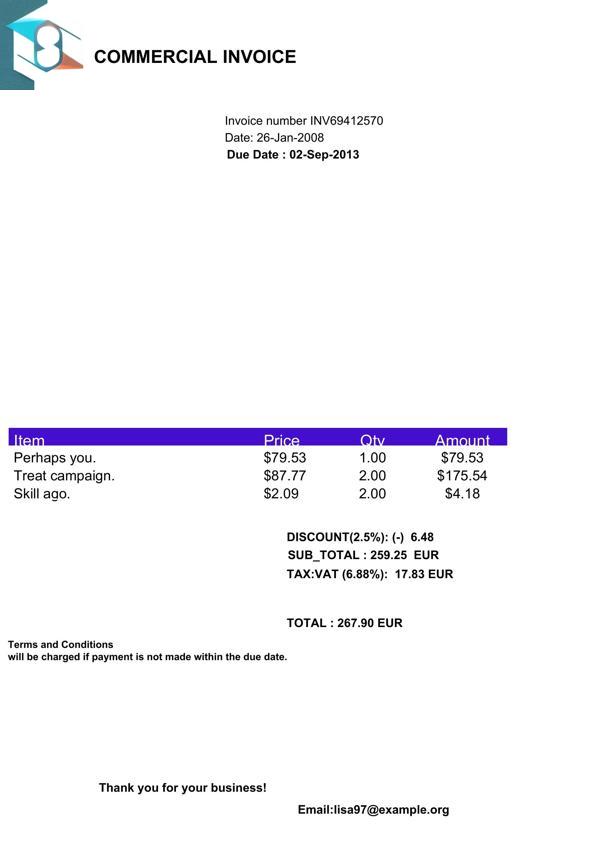 COMMERCIAL INVOICE
Invoice number INV69412570
Date: 26-Jan-2008
Due Date : 02-Sep-2013
Item Price Qty Amount
Perhaps you. $79.53 1.00 $79.53
Treat campaign. $87.77 2.00 $175.54
Skill ago. $2.09 2.00 $4.18
DISCOUNT(2.5%): (-) 6.48
SUB_TOTAL : 259.25 EUR
TAX:VAT (6.88%): 17.83 EUR
TOTAL : 267.90 EUR
Terms and Conditions
will be charged if payment is not made within the due date.
Thank you for your business!
Email:lisa97@example.org